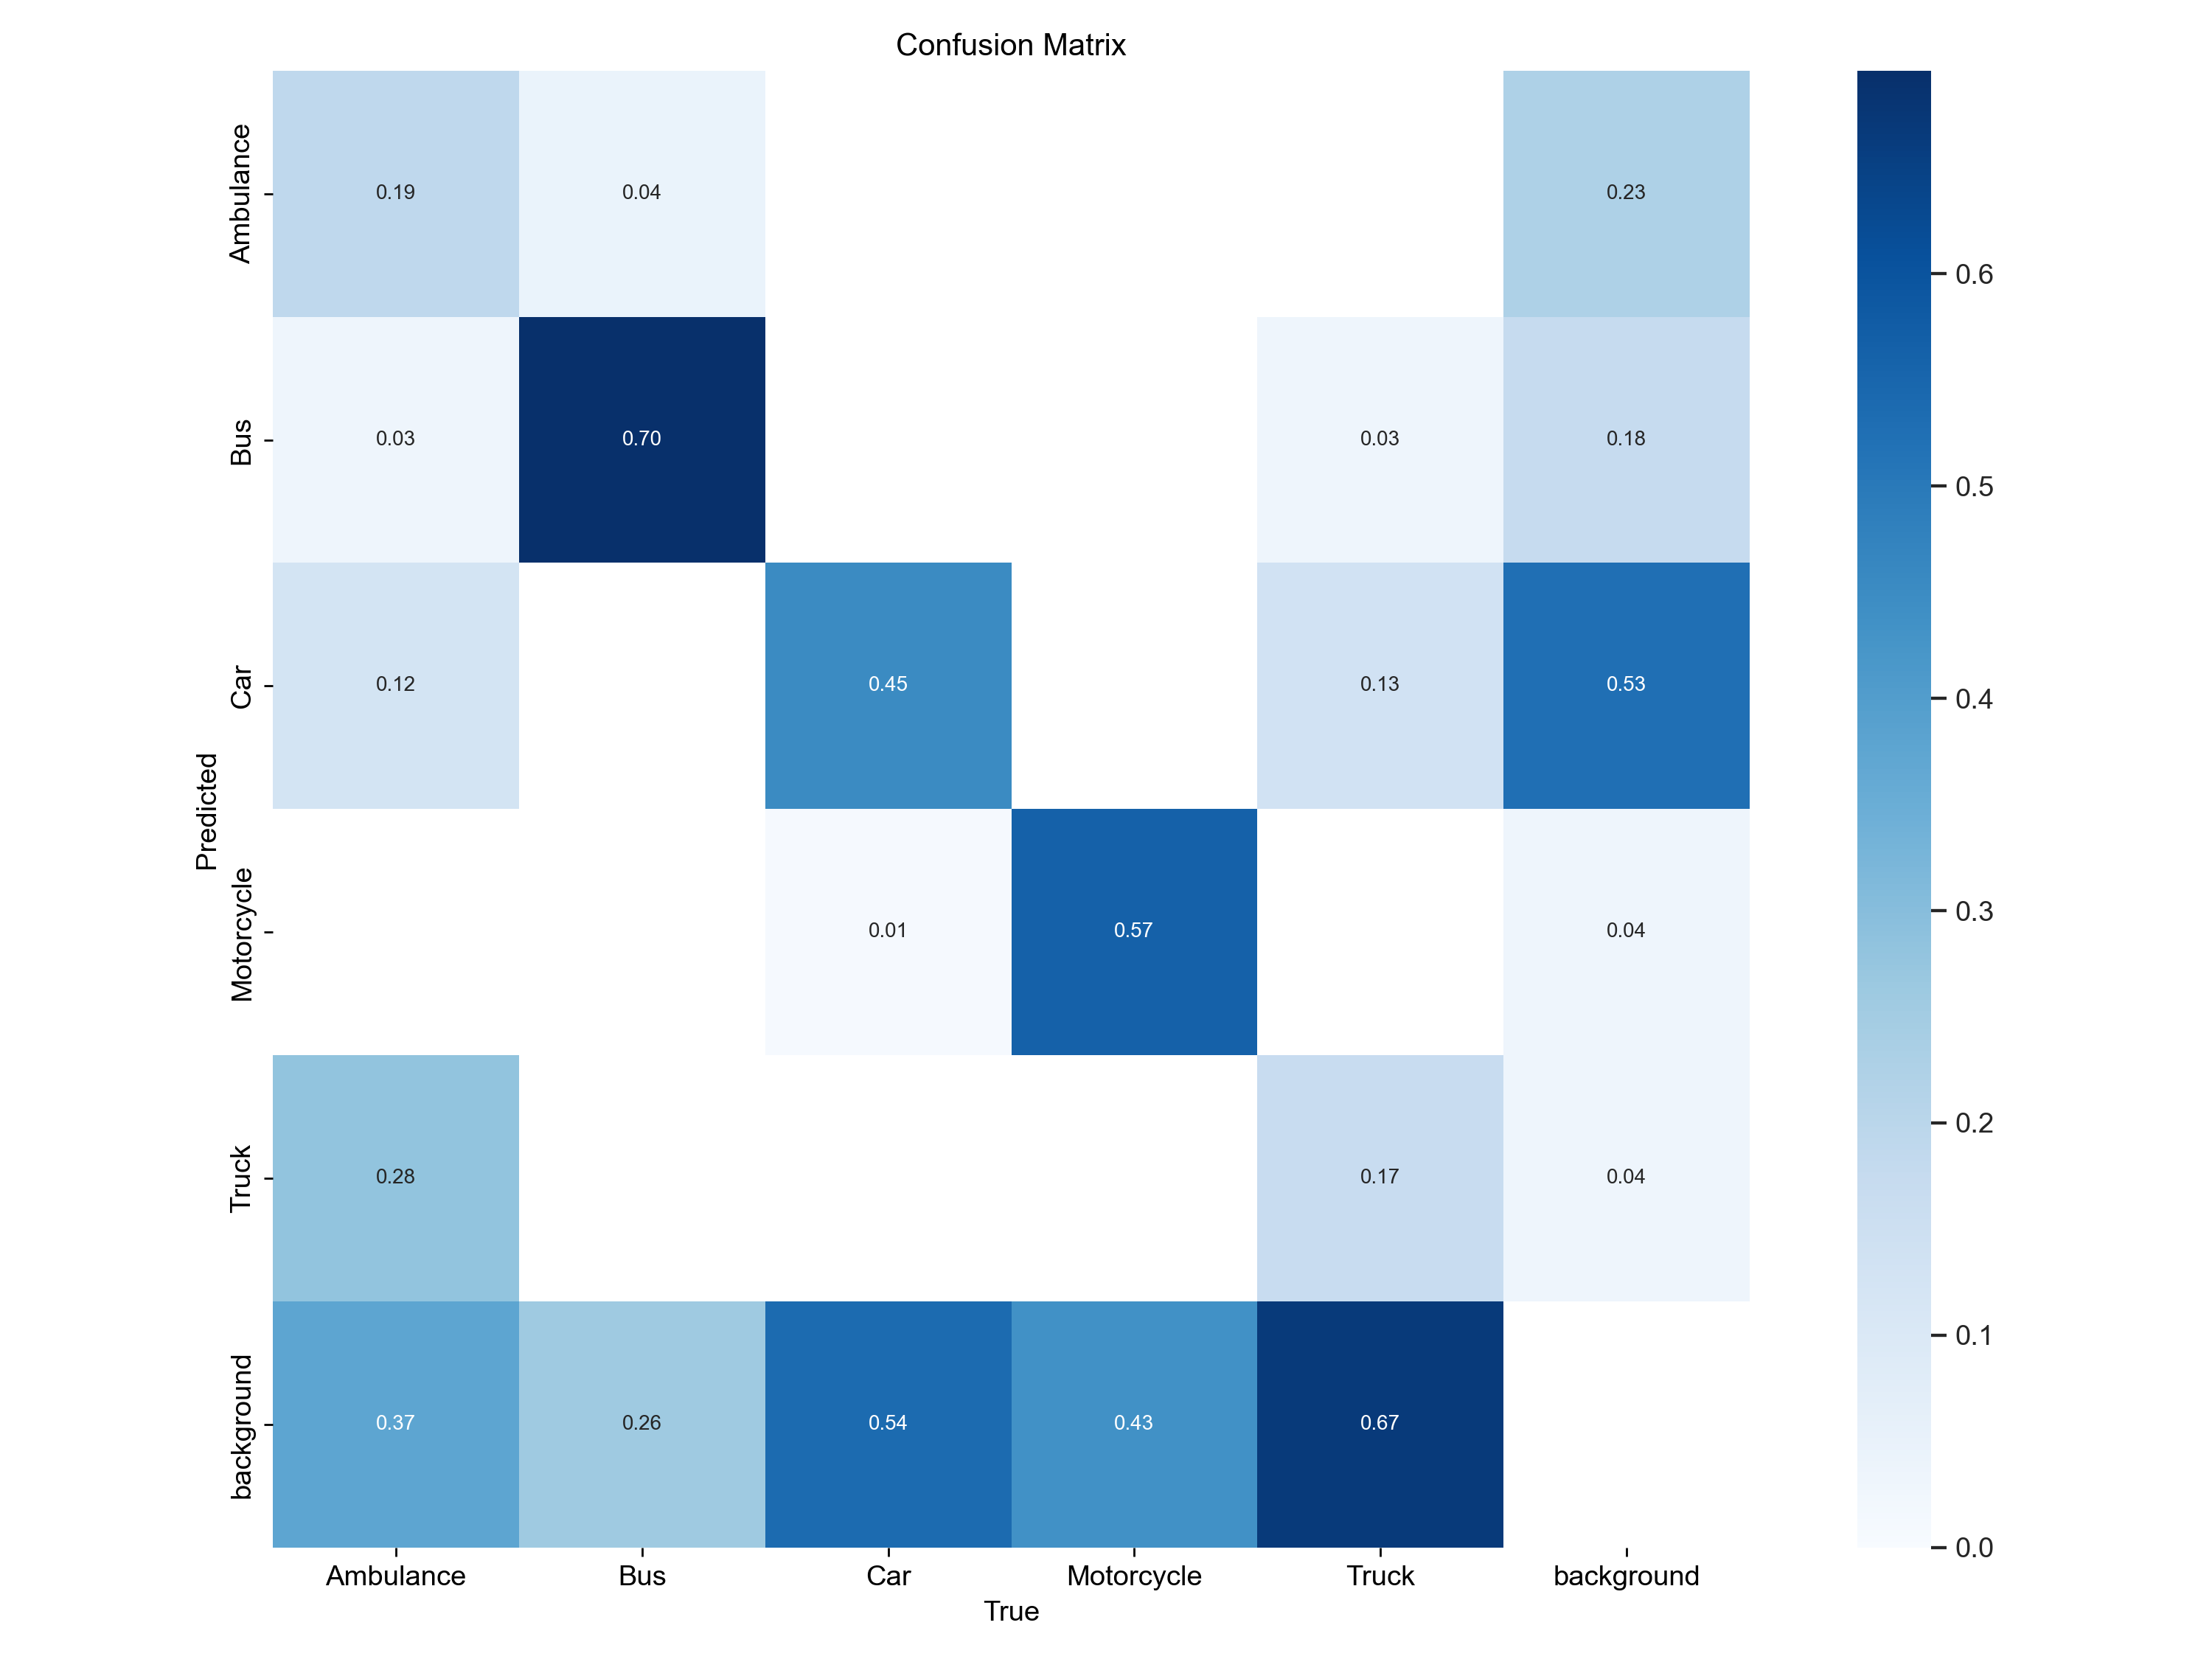 Confusion Matrix
Ambulance
0.19 0.04 0.23
Bus
0.03 0.70 0.03 0.18
Car
0.12 0.45 0.13 0.53
Motorcycle
0.01 0.57 0.04
Truck
0.28 0.17 0.04
background
0.37 0.26 0.54 0.43 0.67
Predicted
Ambulance Bus Car Motorcycle Truck background
True
0.6
0.5
0.4
0.3
0.2
0.1
0.0